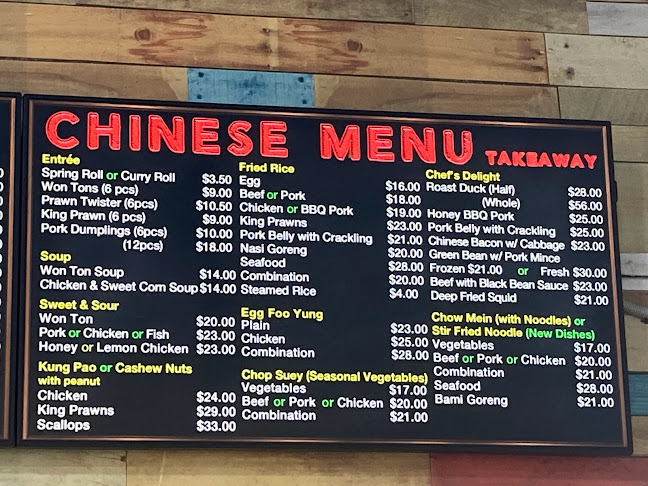 CHINESE MENU TAKEAWAY
Entrée
Spring Roll or Curry Roll $3.50
Won Tons (6 pcs) $9.00
Prawn Twister (6pcs) $10.50
King Prawn (6 pcs) $9.00
Pork Dumplings (6pcs) $10.00
(12pcs) $18.00
Soup
Won Ton Soup $14.00
Chicken & Sweet Corn Soup $14.00
Sweet & Sour
Won Ton $20.00
Pork or Chicken or Fish $23.00
Honey or Lemon Chicken $23.00
Kung Pao or Cashew Nuts
with peanut
Chicken $24.00
King Prawns $29.00
Scallops $33.00
Fried Rice
Egg $16.00
Beef or Pork $18.00
Chicken or BBQ Pork $19.00
King Prawns $23.00
Pork Belly with Crackling $21.00
Nasi Goreng $20.00
Seafood $28.00
Combination $20.00
Steamed Rice $4.00
Egg Foo Yung
Plain $23.00
Chicken $25.00
Combination $28.00
Chop Suey (Seasonal Vegetables)
Vegetables $17.00
Beef or Pork or Chicken $20.00
Combination $21.00
Chef's Delight
Roast Duck (Half) $28.00
(Whole) $56.00
Honey BBQ Pork $25.00
Pork Belly with Crackling $25.00
Chinese Bacon w/ Cabbage $23.00
Green Bean w/ Pork Mince
Frozen $21.00 or Fresh $30.00
Beef with Black Bean Sauce $23.00
Deep Fried Squid $21.00
Chow Mein (with Noodles) or
Stir Fried Noodle (New Dishes)
Vegetables $17.00
Beef or Pork or Chicken $20.00
Combination $21.00
Seafood $28.00
Bami Goreng $21.00